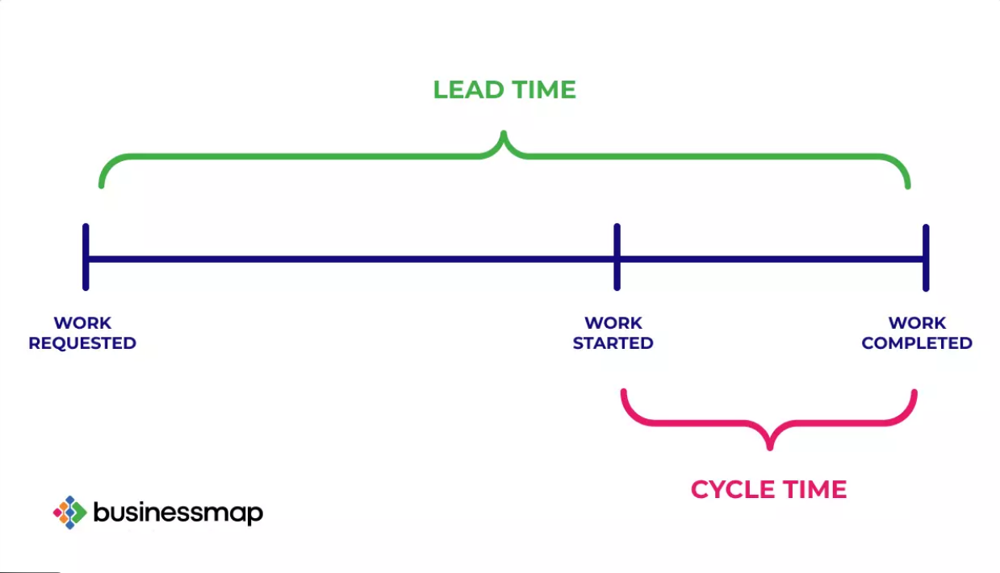 LEAD TIME
WORK
REQUESTED
WORK
STARTED
WORK
COMPLETED
CYCLE TIME
businessmap